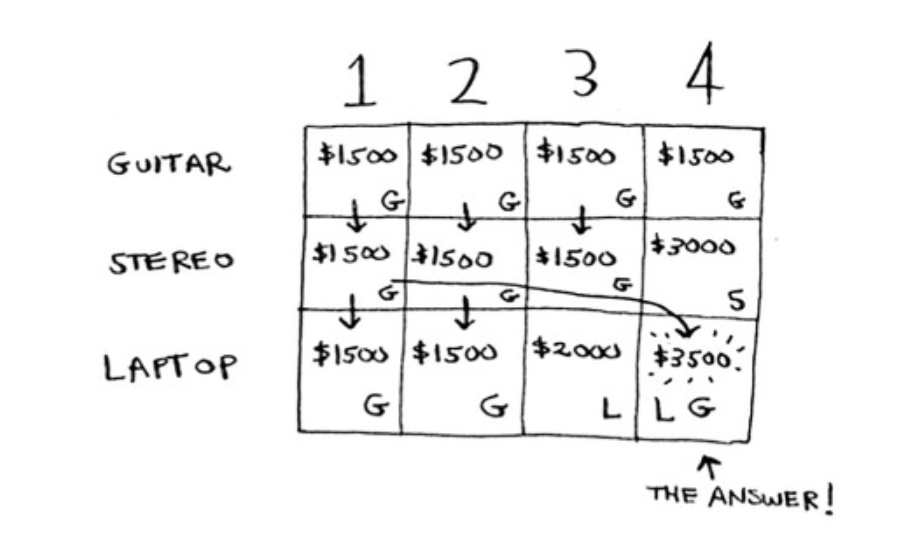 1 2 3 4
GUITAR $1500 $1500 $1500 $1500
G G G G
STEREO $1500 $1500 $1500 $3000
G G G S
LAPTOP $1500 $1500 $2000 $3500
G G L L G
THE ANSWER!